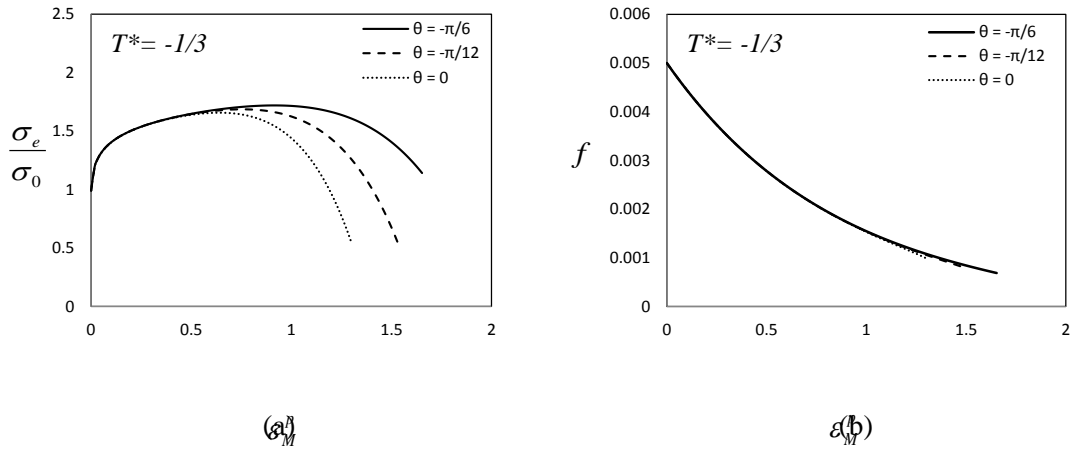 2.5
2
1.5
1
0.5
0
0 0.5 1 1.5 2
T*= -1/3
θ = -π/6
θ = -π/12
θ = 0
σe
σ0
(a)
0.006
0.005
0.004
0.003
0.002
0.001
0
0 0.5 1 1.5 2
T*= -1/3
θ = -π/6
θ = -π/12
θ = 0
f
(b)